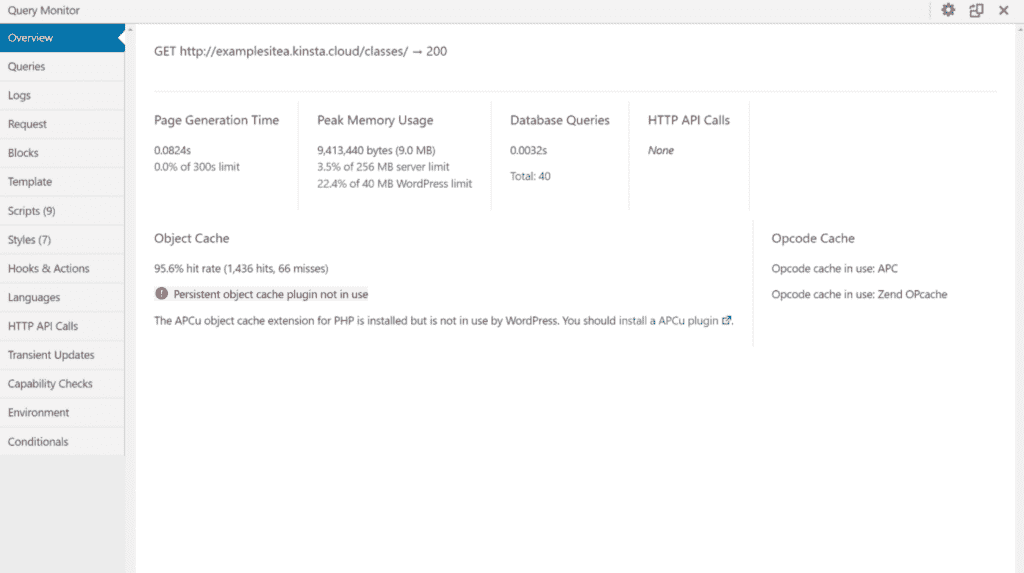 Query Monitor
Overview
Queries
Logs
Request
Blocks
Template
Scripts (9)
Styles (7)
Hooks & Actions
Languages
HTTP API Calls
Transient Updates
Capability Checks
Environment
Conditionals
GET http://examplesitea.kinsta.cloud/classes/ → 200
Page Generation Time
0.0824s
0.0% of 300s limit
Peak Memory Usage
9,413,440 bytes (9.0 MB)
3.5% of 256 MB server limit
22.4% of 40 MB WordPress limit
Database Queries
0.0032s
Total: 40
HTTP API Calls
None
Object Cache
95.6% hit rate (1,436 hits, 66 misses)
Persistent object cache plugin not in use
The APCu object cache extension for PHP is installed but is not in use by WordPress. You should install a APCu plugin.
Opcode Cache
Opcode cache in use: APC
Opcode cache in use: Zend OPcache